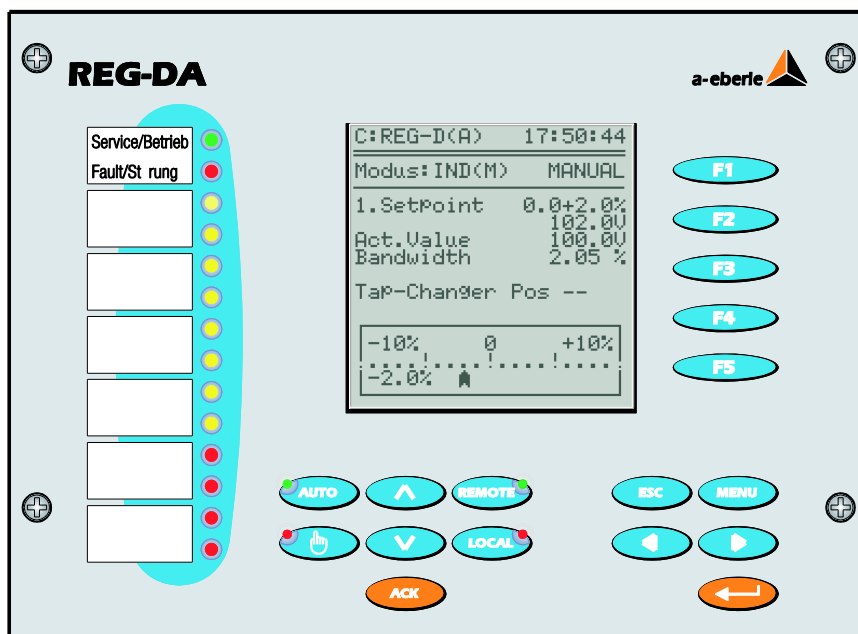 REG-DA
a-eberle
Service/Betrieb
Fault/St rung
C:REG-D(A) 17:50:44
Modus:IND(M) MANUAL
1.Setpoint 0.0+2.0%
102.0V
Act.Value 100.0V
Bandwidth 2.05 %
Tap-Changer Pos --
-10% 0 +10%
-2.0%
F1
F2
F3
F4
F5
AUTO
REMOTE
ESC
MENU
LOCAL
ACK